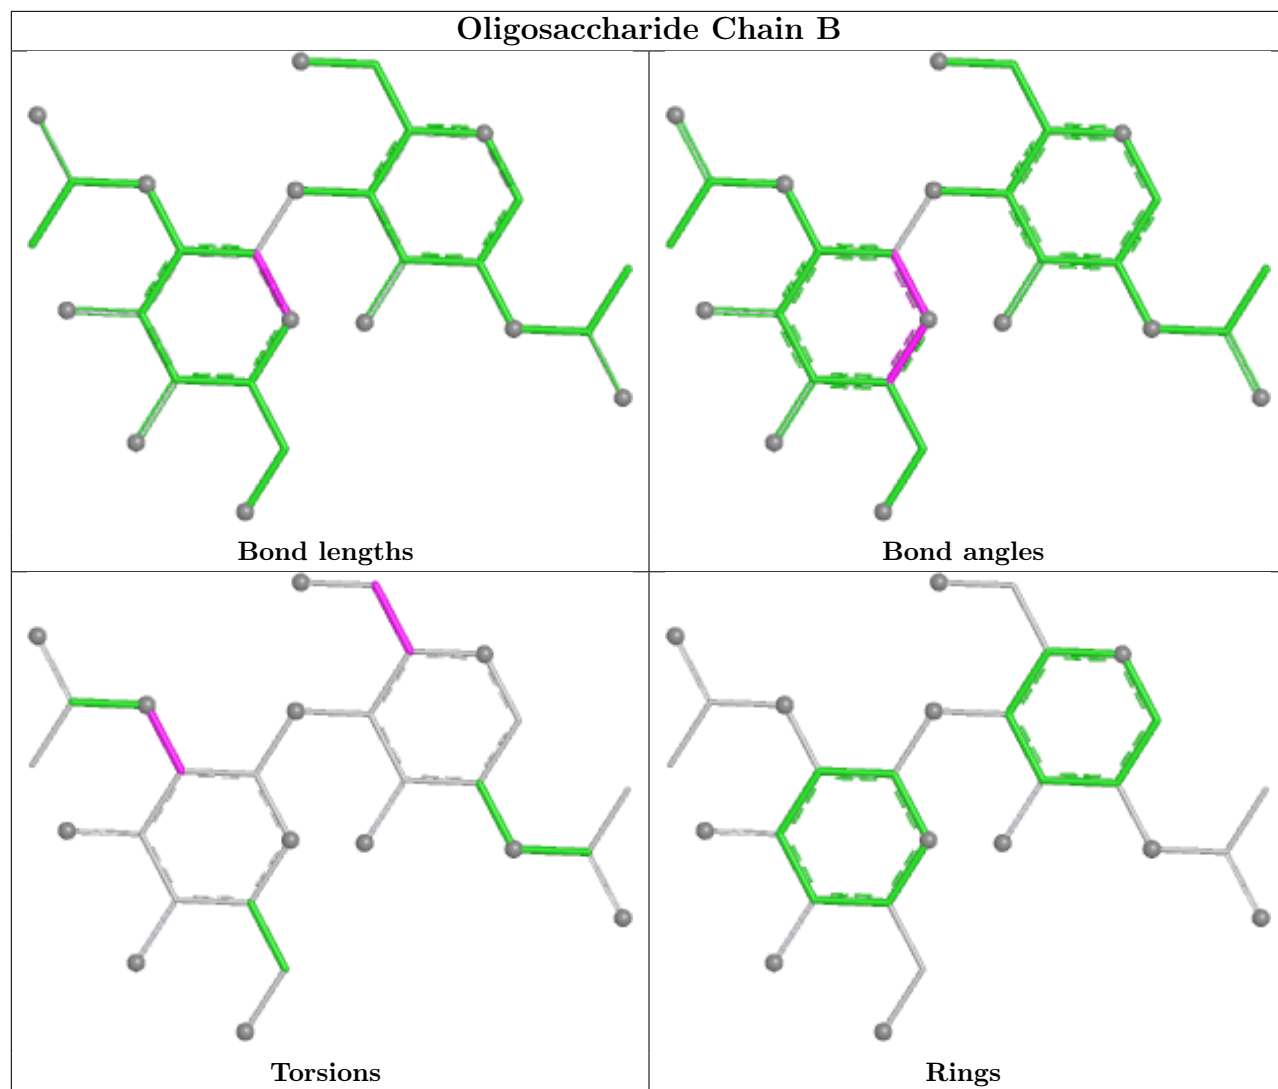 Oligosaccharide Chain B
Bond lengths
Bond angles
Torsions
Rings